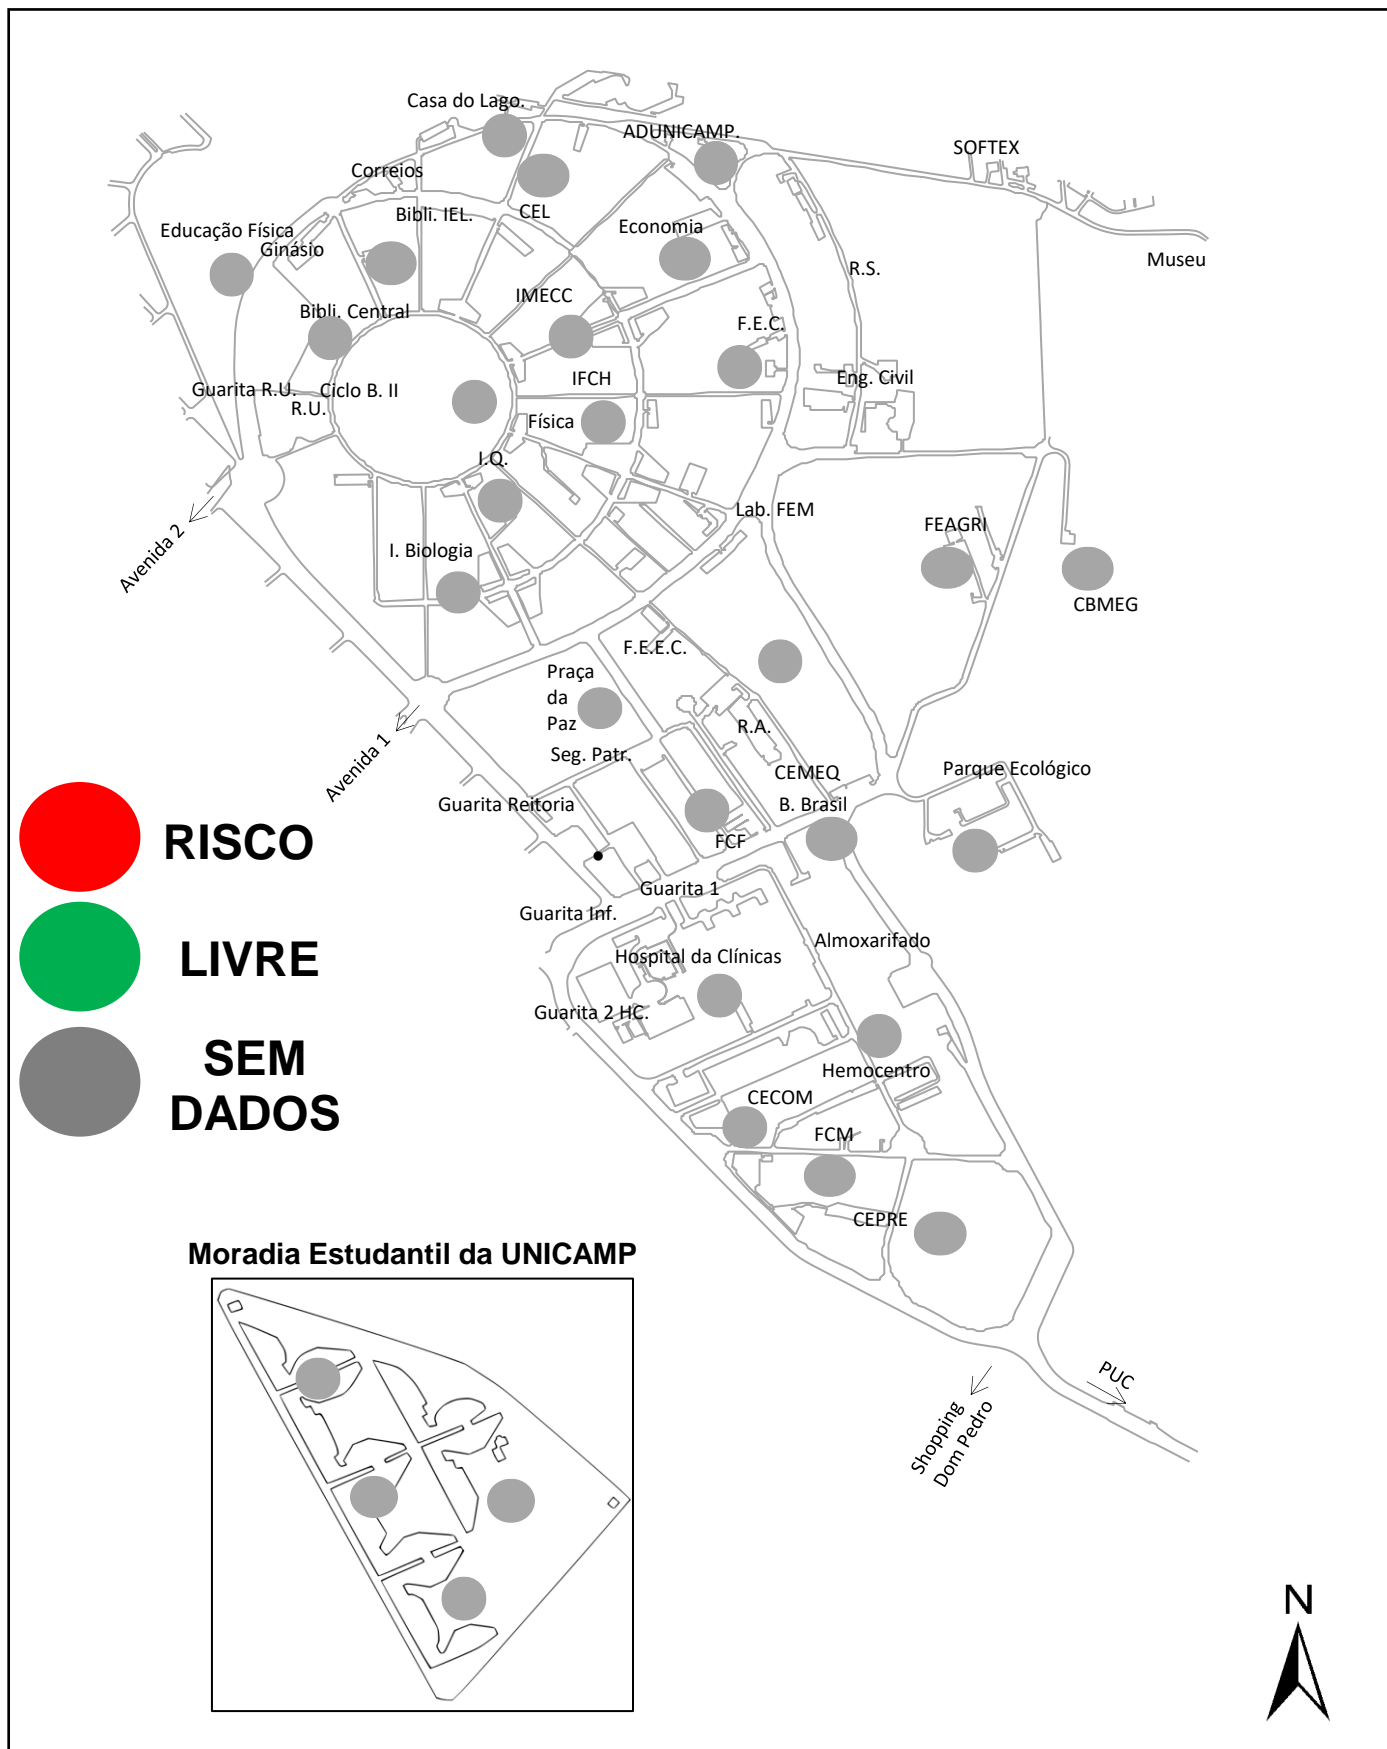 Casa do Lago.
ADUNICAMP.
SOFTEX
Correios
Bibli. IEL.
CEL
Economia
Educação Física
Ginásio
Museu
R.S.
IMECC
Bibli. Central
F.E.C.
IFCH
Eng. Civil
Guarita R.U.
Ciclo B. II
R.U.
Física
I.Q.
Lab. FEM
FEAGRI
Avenida 2
I. Biologia
CBMEG
F.E.E.C.
Praça
da
Paz
R.A.
Seg. Patr.
Avenida 1
CEMEQ
Parque Ecológico
Guarita Reitoria
B. Brasil
RISCO
FCF
Guarita 1
Guarita Inf.
LIVRE
Almoxarifado
Hospital da Clínicas
Guarita 2 HC.
SEM
DADOS
Hemocentro
CECOM
FCM
CEPRE
Moradia Estudantil da UNICAMP
PUC
Shopping
Dom Pedro
N